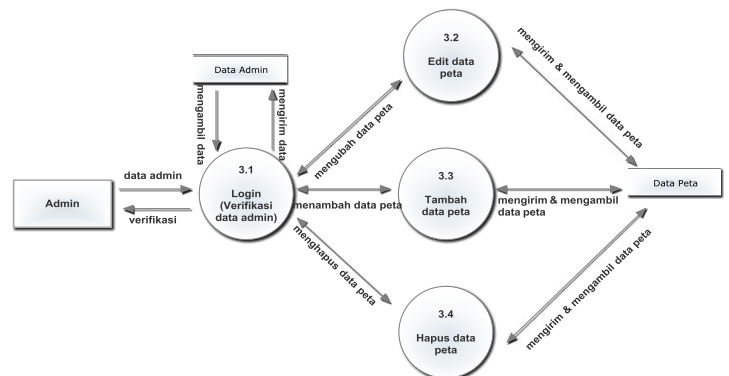 3.2
Edit data
peta
Data Admin
mengambil data
mengirim data
mengubah data peta
mengirim & mengambil data peta
3.1
Login
(Verifikasi
data admin)
data admin
Admin
verifikasi
menambah data peta
3.3
Tambah
data peta
mengirim & mengambil
data peta
Data Peta
menghapus data peta
3.4
Hapus data
peta
mengirim & mengambil data peta